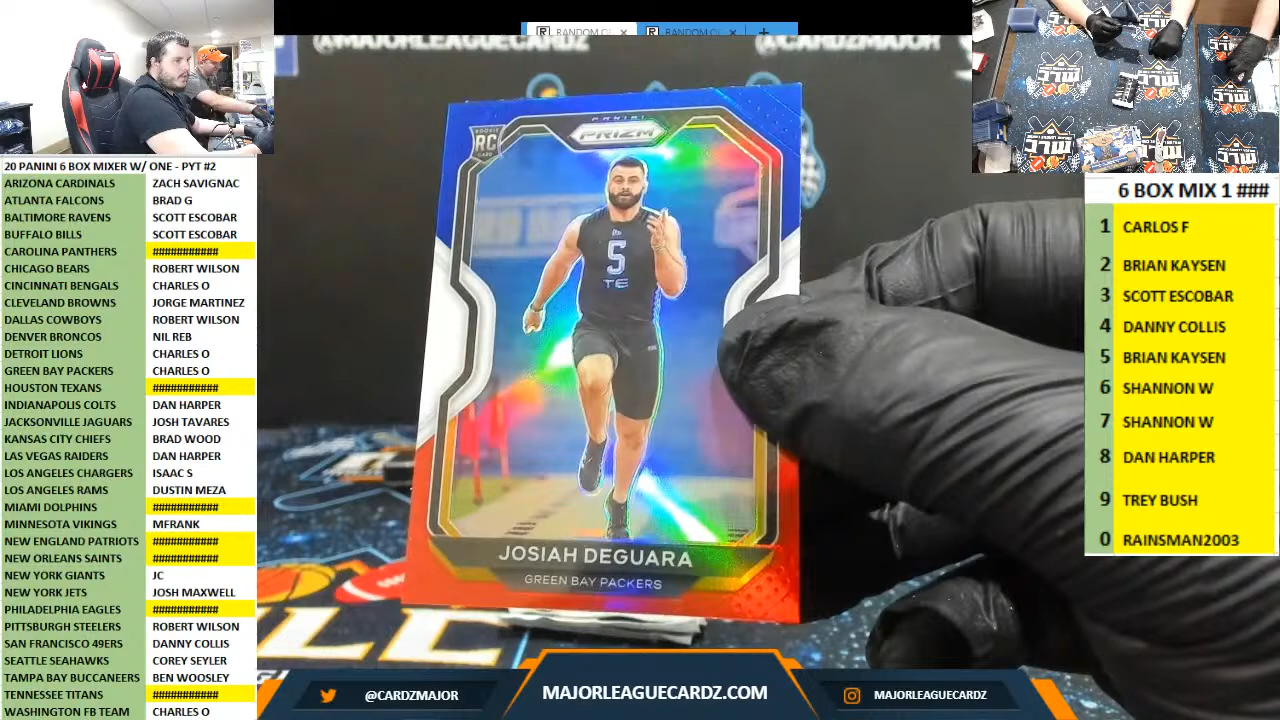 RANDOM.O
RANDOM.O
@MAJORLEAGUECARDZ
@CARDZMAJOR
20 PANINI 6 BOX MIXER W/ ONE - PYT #2
ARIZONA CARDINALS ZACH SAVIGNAC
ATLANTA FALCONS BRAD G
BALTIMORE RAVENS SCOTT ESCOBAR
BUFFALO BILLS SCOTT ESCOBAR
CAROLINA PANTHERS ############
CHICAGO BEARS ROBERT WILSON
CINCINNATI BENGALS CHARLES O
CLEVELAND BROWNS JORGE MARTINEZ
DALLAS COWBOYS ROBERT WILSON
DENVER BRONCOS NIL REB
DETROIT LIONS CHARLES O
GREEN BAY PACKERS CHARLES O
HOUSTON TEXANS ############
INDIANAPOLIS COLTS DAN HARPER
JACKSONVILLE JAGUARS JOSH TAVARES
KANSAS CITY CHIEFS BRAD WOOD
LAS VEGAS RAIDERS DAN HARPER
LOS ANGELES CHARGERS ISAAC S
LOS ANGELES RAMS DUSTIN MEZA
MIAMI DOLPHINS ############
MINNESOTA VIKINGS MFRANK
NEW ENGLAND PATRIOTS ############
NEW ORLEANS SAINTS ############
NEW YORK GIANTS JC
NEW YORK JETS JOSH MAXWELL
PHILADELPHIA EAGLES ############
PITTSBURGH STEELERS ROBERT WILSON
SAN FRANCISCO 49ERS DANNY COLLIS
SEATTLE SEAHAWKS COREY SEYLER
TAMPA BAY BUCCANEERS BEN WOOSLEY
TENNESSEE TITANS ############
WASHINGTON FB TEAM CHARLES O
PANINI
PRIZM
ROOKIE
RC
CARD
S
TE
JOSIAH DEGUARA
GREEN BAY PACKERS
6 BOX MIX 1 ###
1 CARLOS F
2 BRIAN KAYSEN
3 SCOTT ESCOBAR
4 DANNY COLLIS
5 BRIAN KAYSEN
6 SHANNON W
7 SHANNON W
8 DAN HARPER
9 TREY BUSH
0 RAINSMAN2003
@CARDZMAJOR
MAJORLEAGUECARDZ.COM
MAJORLEAGUECARDZ